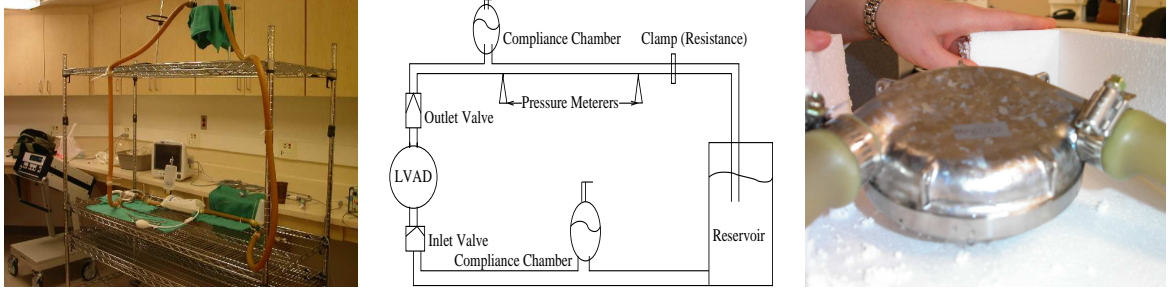 Compliance Chamber
Clamp (Resistance)
Pressure Meterers
Outlet Valve
LVAD
Inlet Valve
Compliance Chamber
Reservoir